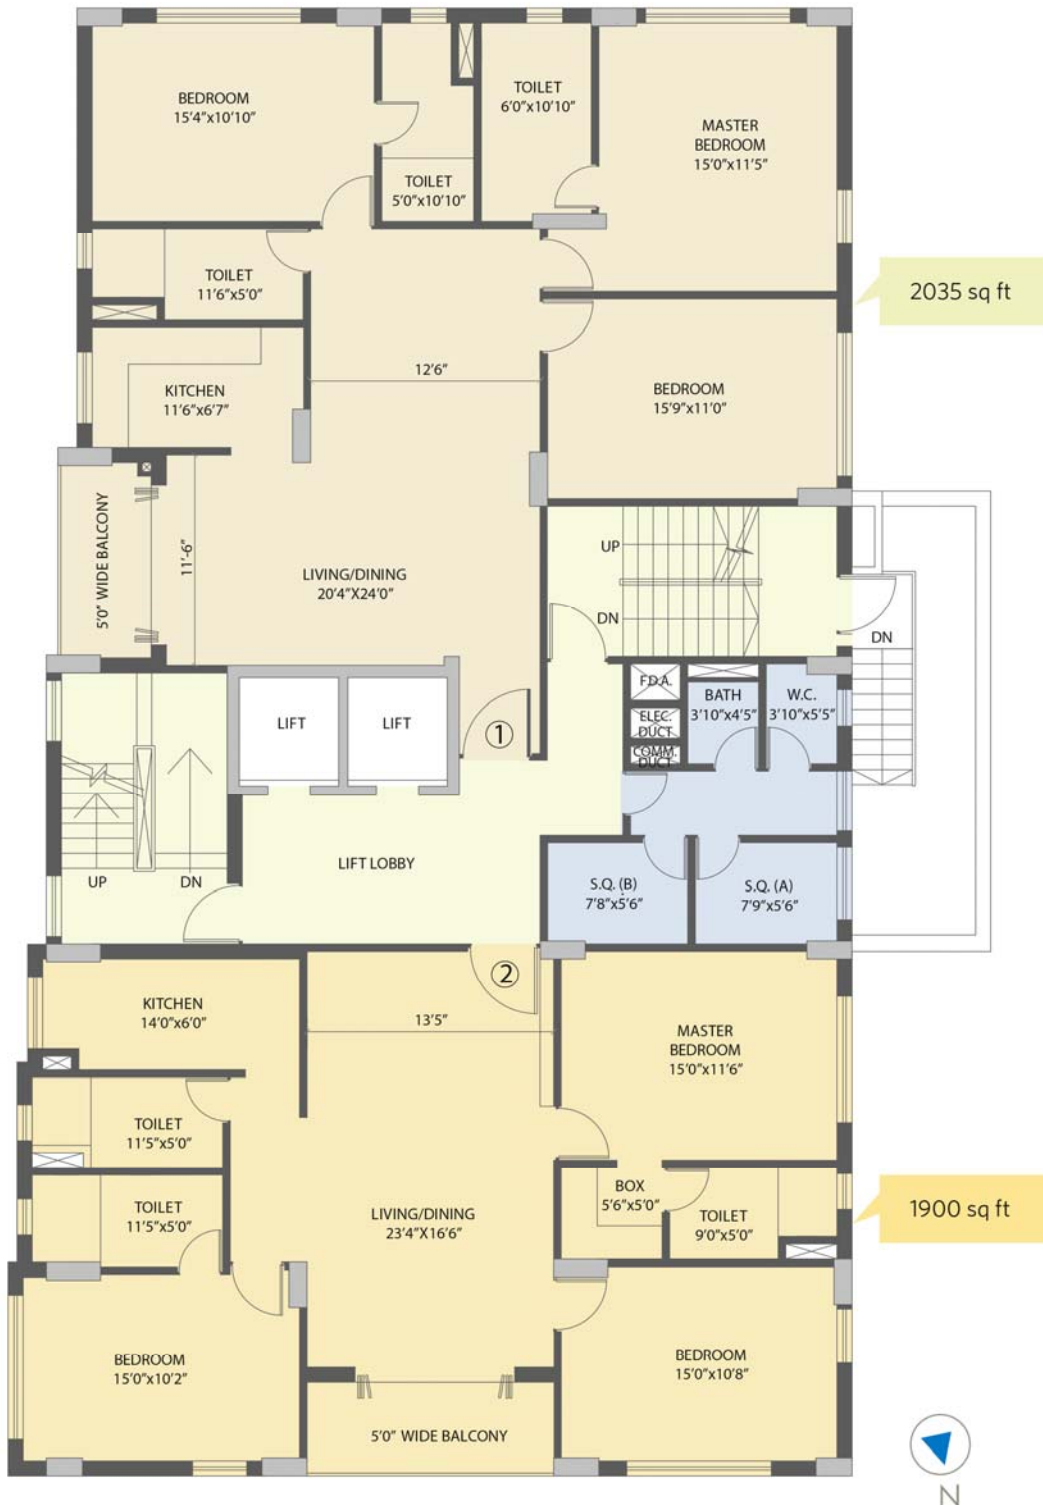 BEDROOM
15'4"x10'10"
TOILET
5'0"x10'10"
TOILET
6'0"x10'10"
MASTER
BEDROOM
15'0"x11'5"
TOILET
11'6"x5'0"
2035 sq ft
12'6"
KITCHEN
11'6"x6'7"
BEDROOM
15'9"x11'0"
5'0" WIDE BALCONY
11'-6"
LIVING/DINING
20'4"X24'0"
UP
DN
DN
LIFT
LIFT
1
F.D.A.
ELEC.
DUCT
COMM.
DUCT
BATH
3'10"x4'5"
W.C.
3'10"x5'5"
UP
DN
LIFT LOBBY
S.Q. (B)
7'8"x5'6"
S.Q. (A)
7'9"x5'6"
2
KITCHEN
14'0"x6'0"
13'5"
MASTER
BEDROOM
15'0"x11'6"
TOILET
11'5"x5'0"
TOILET
11'5"x5'0"
LIVING/DINING
23'4"X16'6"
BOX
5'6"x5'0"
TOILET
9'0"x5'0"
1900 sq ft
BEDROOM
15'0"x10'2"
BEDROOM
15'0"x10'8"
5'0" WIDE BALCONY
N